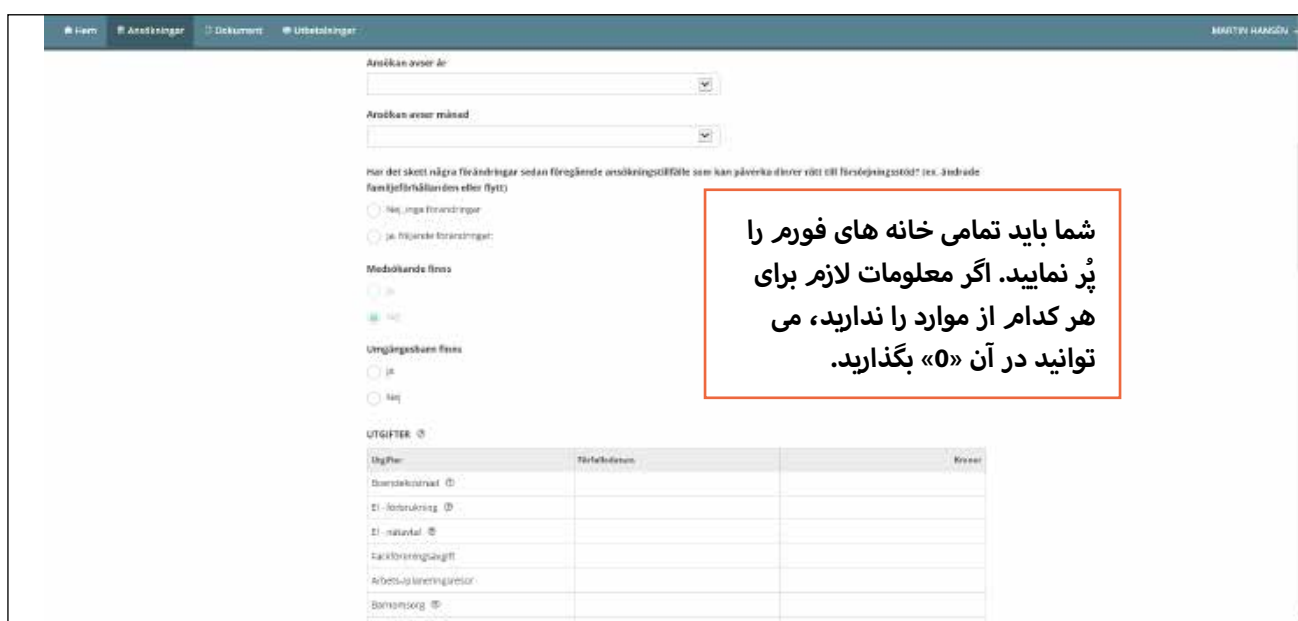 Hem Ansökningar Dokument Utbetalningar MARTIN HANSÉN
Ansökan avser år
Ansökan avser månad
Har det skett några förändringar sedan föregående ansökningstillfälle som kan påverka din/er rätt till försörjningsstöd? (ex. ändrade
familjeförhållanden eller flytt)
Nej, inga förändringar
Ja, följande förändringar:
شما باید تمامی خانه های فورم را
پُر نمایید. اگر معلومات لازم برای
هر کدام از موارد را ندارید، می
توانید در آن «0» بگذارید.
Medsökande finns
Ja
Nej
Umgängesbarn finns
Ja
Nej
UTGIFTER
Utgifter Förfallodatum Kronor
Boendekostnad
El - förbrukning
El - nätavtal
Fackföreningsavgift
Arbets-/planeringsresor
Barnomsorg